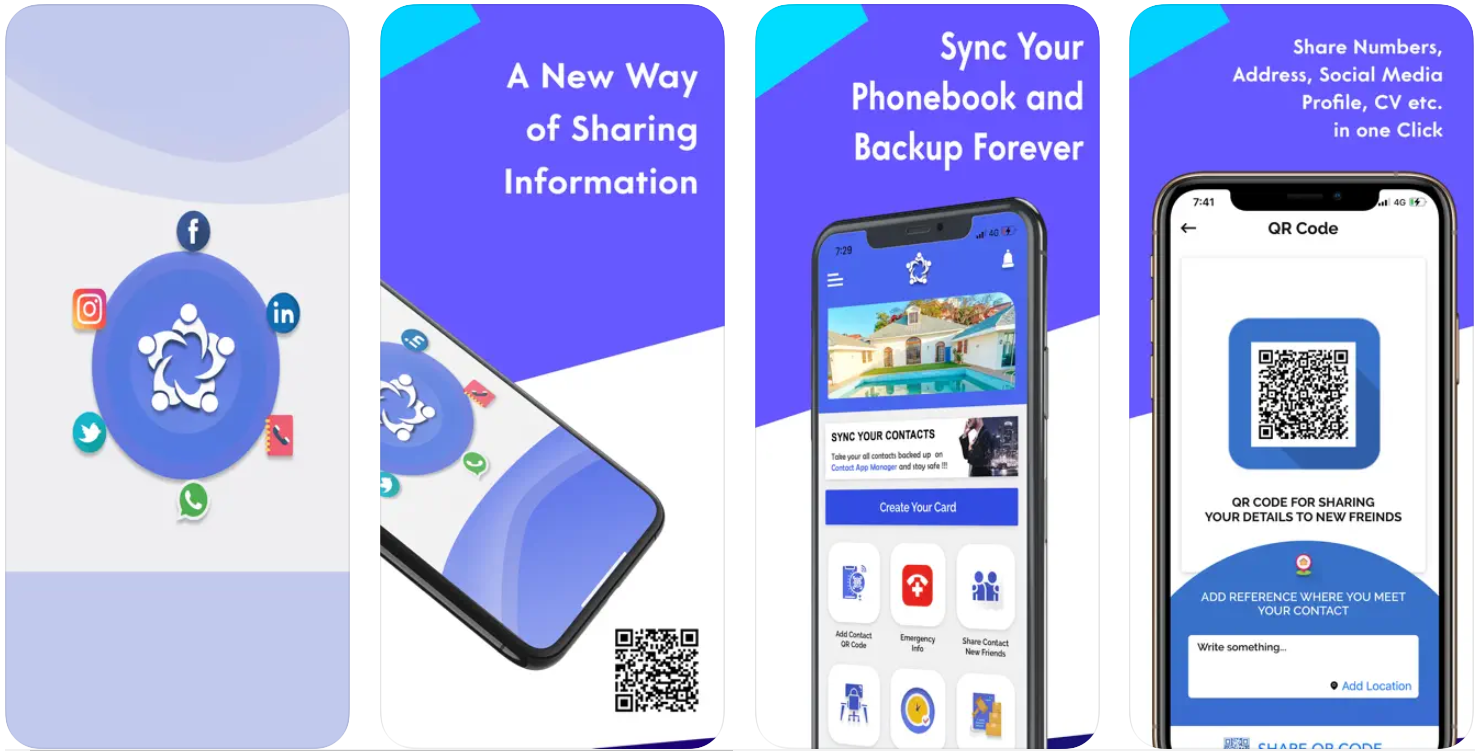 A New Way
of Sharing
Information
Sync Your
Phonebook and
Backup Forever
7:29
4G
SYNC YOUR CONTACTS
Take your all contacts backed up on
Contact App Manager and stay safe !!!
Create Your Card
Add Contact
QR Code
Emergency
Info
Share Contact
New Friends
Share Numbers,
Address, Social Media
Profile, CV etc.
in one Click
7:41
4G
QR Code
QR CODE FOR SHARING
YOUR DETAILS TO NEW FREINDS
ADD REFERENCE WHERE YOU MEET
YOUR CONTACT
Write something...
Add Location
SHARE QR CODE